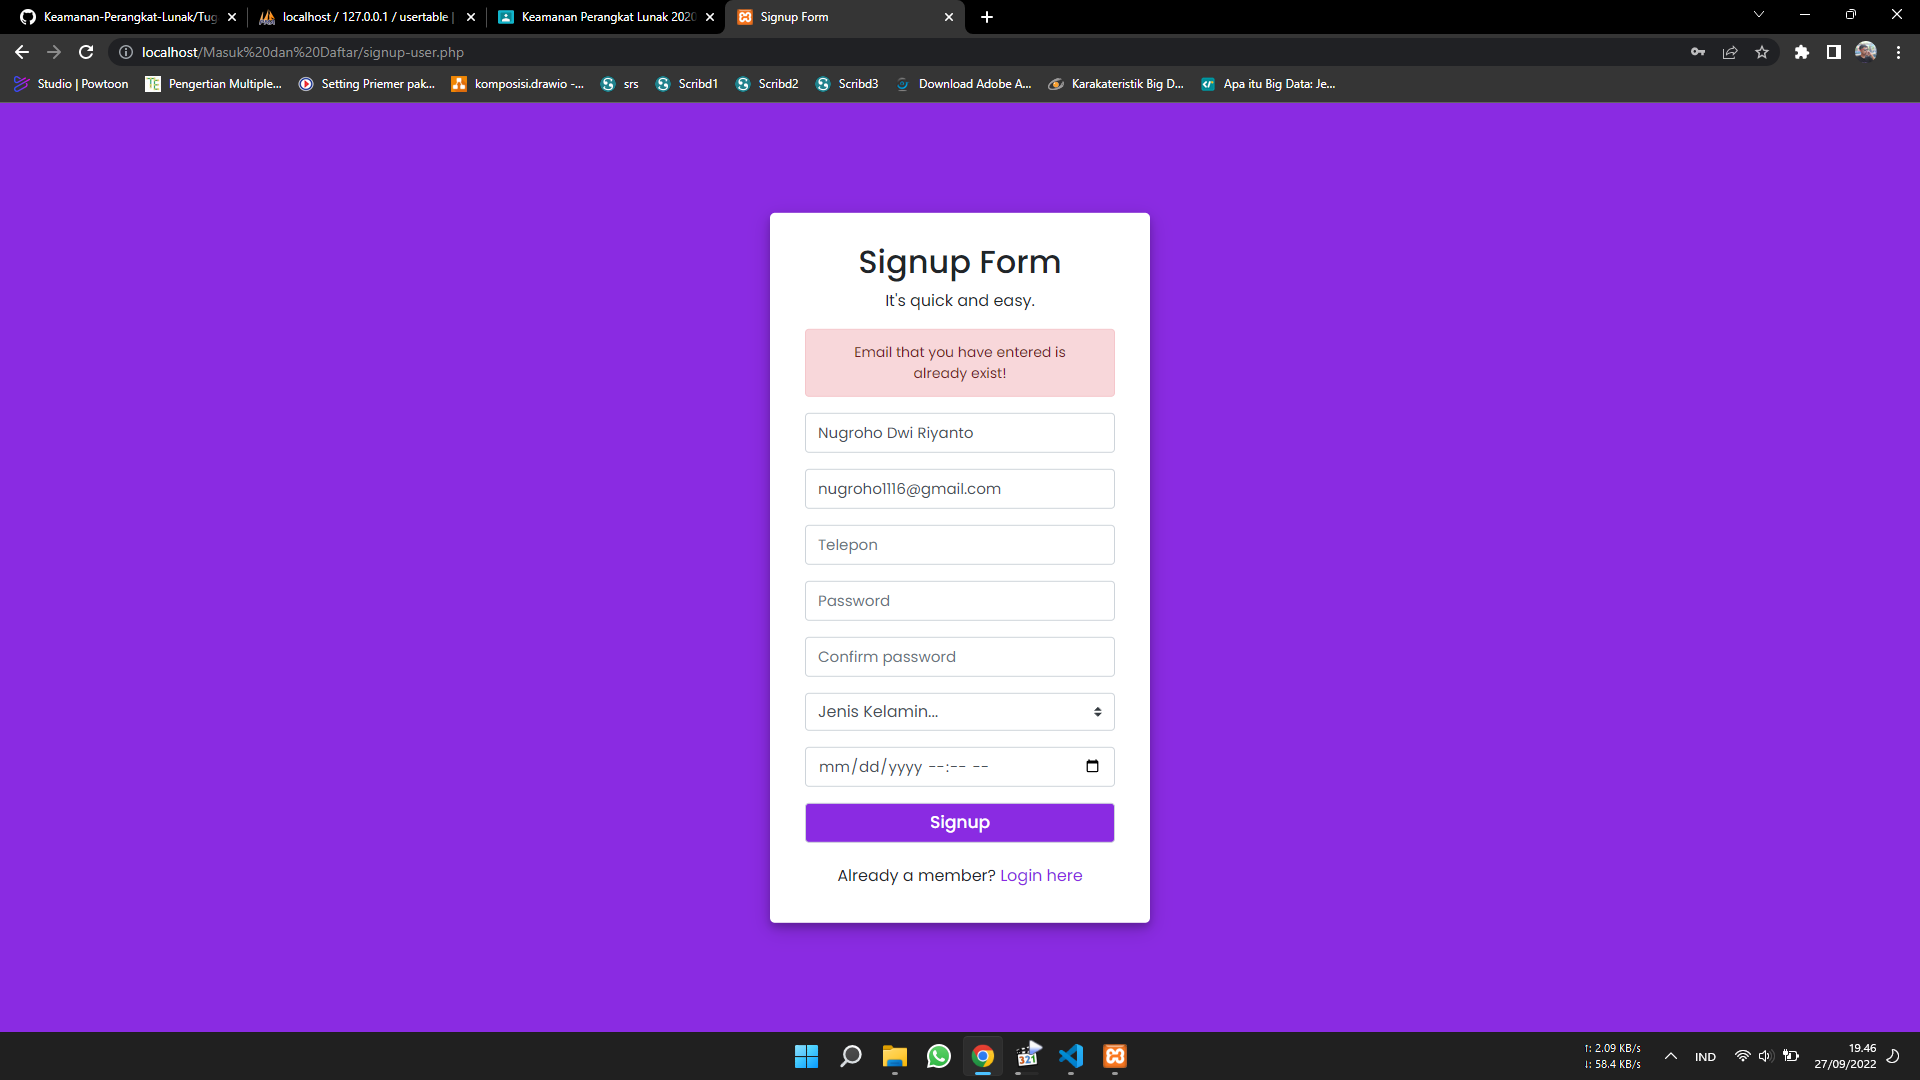 Keamanan-Perangkat-Lunak/Tug
localhost / 127.0.0.1 / usertable |
Keamanan Perangkat Lunak 2020
Signup Form
localhost/Masuk%20dan%20Daftar/signup-user.php
Studio | Powtoon
Pengertian Multiple...
Setting Priemer pak...
komposisi.drawio -...
srs
Scribd1
Scribd2
Scribd3
Download Adobe A...
Karakateristik Big D...
Apa itu Big Data: Je...
Signup Form
It's quick and easy.
Email that you have entered is
already exist!
Nugroho Dwi Riyanto
nugroho1116@gmail.com
Telepon
Password
Confirm password
Jenis Kelamin...
mm/dd/yyyy --:-- --
Signup
Already a member? Login here
↑: 2.09 KB/s
↓: 58.4 KB/s
IND
19.46
27/09/2022